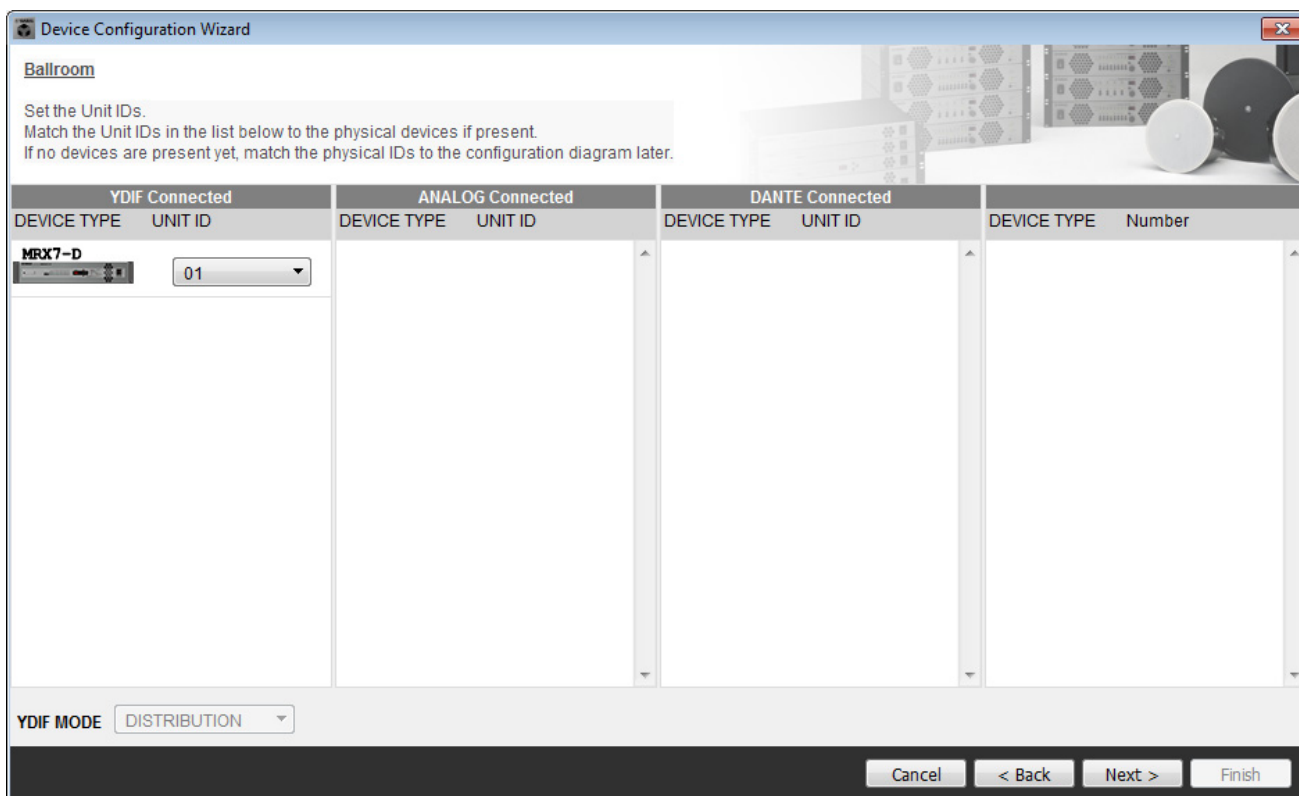 Device Configuration Wizard
Ballroom
Set the Unit IDs.
Match the Unit IDs in the list below to the physical devices if present.
If no devices are present yet, match the physical IDs to the configuration diagram later.
YDIF Connected
ANALOG Connected
DANTE Connected
DEVICE TYPE UNIT ID
DEVICE TYPE UNIT ID
DEVICE TYPE UNIT ID
DEVICE TYPE Number
MRX7-D
01
YDIF MODE DISTRIBUTION
Cancel
< Back
Next >
Finish